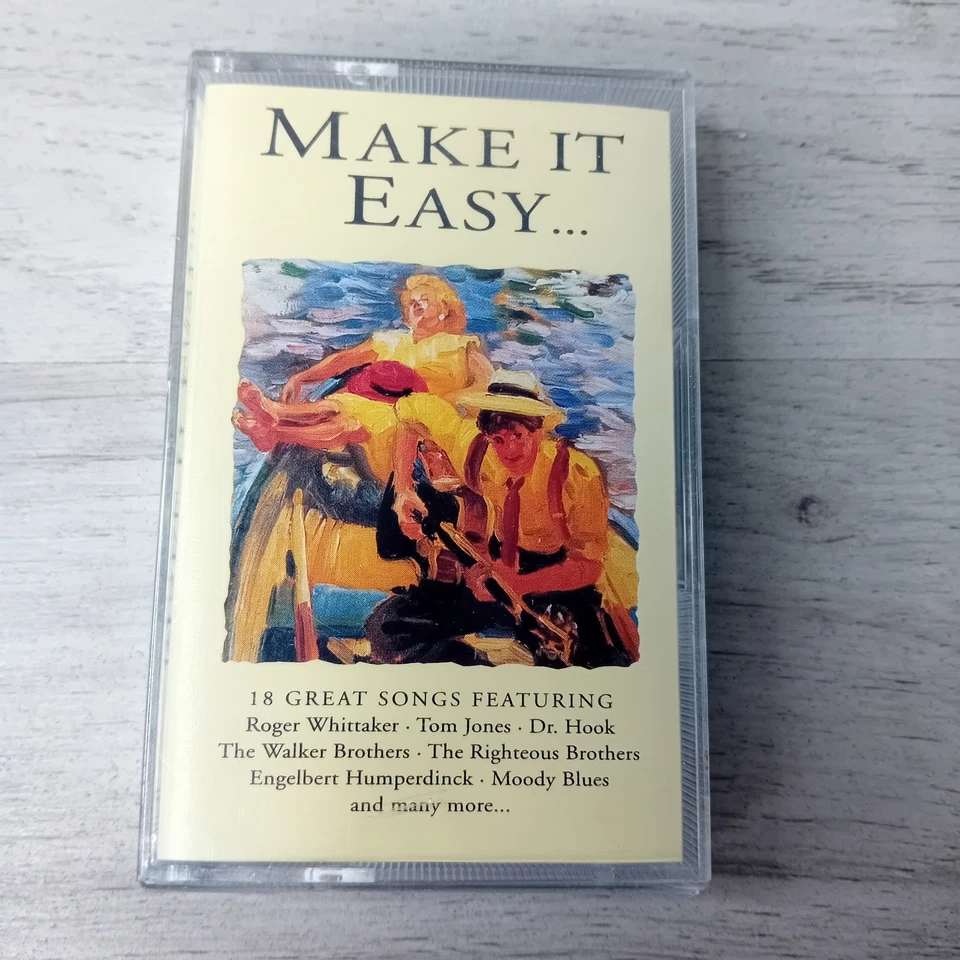 MAKE IT
EASY...
18 GREAT SONGS FEATURING
Roger Whittaker · Tom Jones · Dr. Hook
The Walker Brothers · The Righteous Brothers
Engelbert Humperdinck · Moody Blues
and many more...